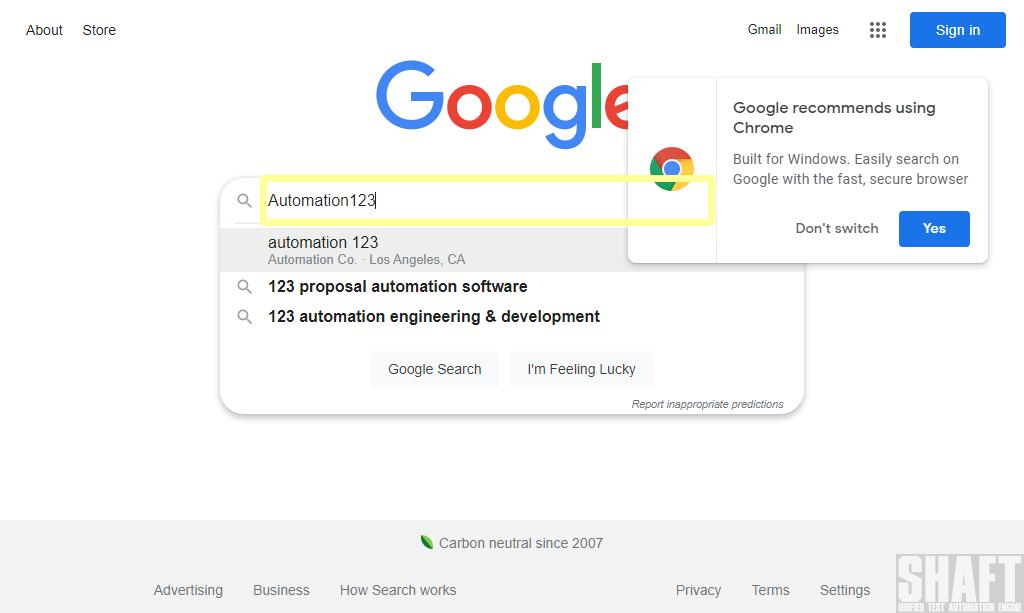 About Store
Gmail Images
Sign in
Google
Google recommends using
Chrome
Built for Windows. Easily search on
Google with the fast, secure browser
Don't switch
Yes
Automation123
automation 123
Automation Co. · Los Angeles, CA
123 proposal automation software
123 automation engineering & development
Google Search
I'm Feeling Lucky
Report inappropriate predictions
Carbon neutral since 2007
Advertising Business How Search works
Privacy Terms Settings
SHAFT
UNIFIED TEST AUTOMATION ENGINE